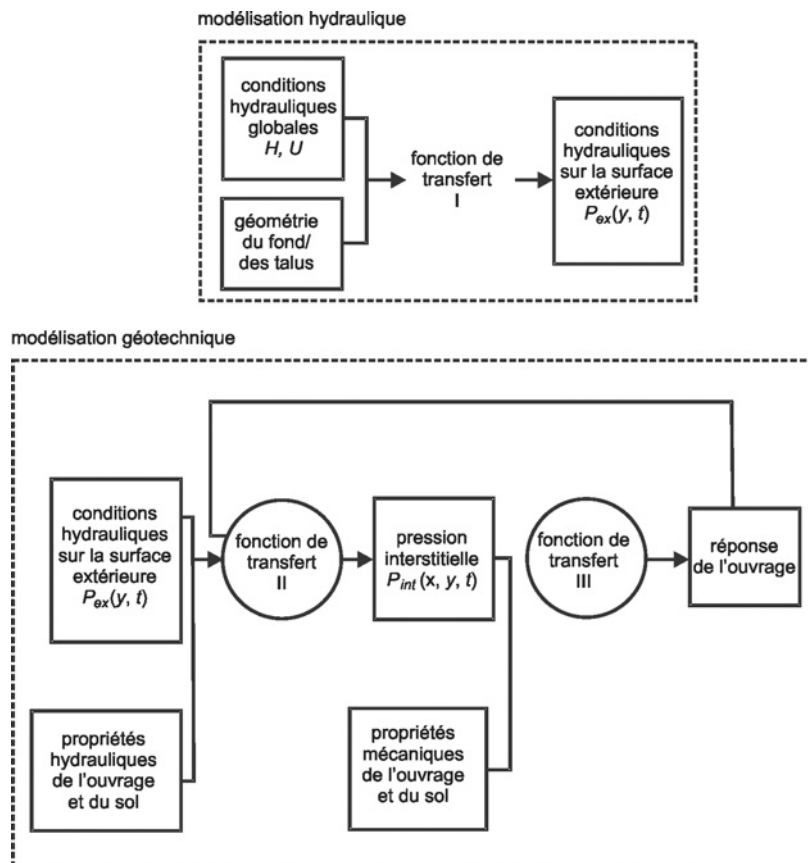 modélisation hydraulique
conditions
hydrauliques
globales
H, U
géométrie
du fond/
des talus
fonction de
transfert
I
conditions
hydrauliques
sur la surface
extérieure
Pex(y, t)
modélisation géotechnique
conditions
hydrauliques
sur la surface
extérieure
Pex(y, t)
propriétés
hydrauliques
de l'ouvrage
et du sol
fonction de
transfert
II
pression
interstitielle
Pint (x, y, t)
propriétés
mécaniques
de l'ouvrage
et du sol
fonction de
transfert
III
réponse
de l'ouvrage